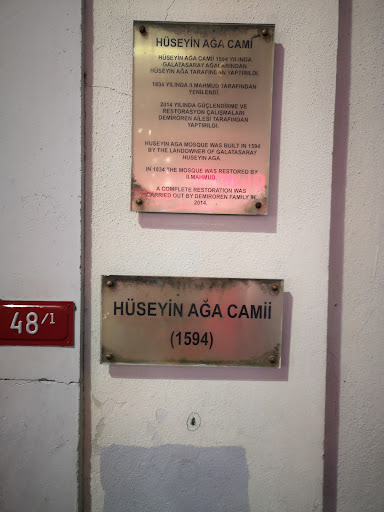 HÜSEYİN AĞA CAMİ
HÜSEYİN AĞA CAMİİ 1594 YILINDA
GALATASARAY AĞALARINDAN
HÜSEYİN AĞA TARAFINDAN YAPTIRILDI.
1834 YILINDA II.MAHMUD TARAFINDAN
YENİLENDİ.
2014 YILINDA GÜÇLENDİRME VE
RESTORASYON ÇALIŞMALARI
DEMİRÖREN AİLESİ TARAFINDAN
YAPTIRILDI.
HUSEYIN AGA MOSQUE WAS BUILT IN 1594
BY THE LANDOWNER OF GALATASARAY
HUSEYIN AGA.
IN 1834 THE MOSQUE WAS RESTORED BY
II.MAHMUD.
A COMPLETE RESTORATION WAS
CARRIED OUT BY DEMIROREN FAMILY IN
2014.
HÜSEYİN AĞA CAMİİ
(1594)
48/1